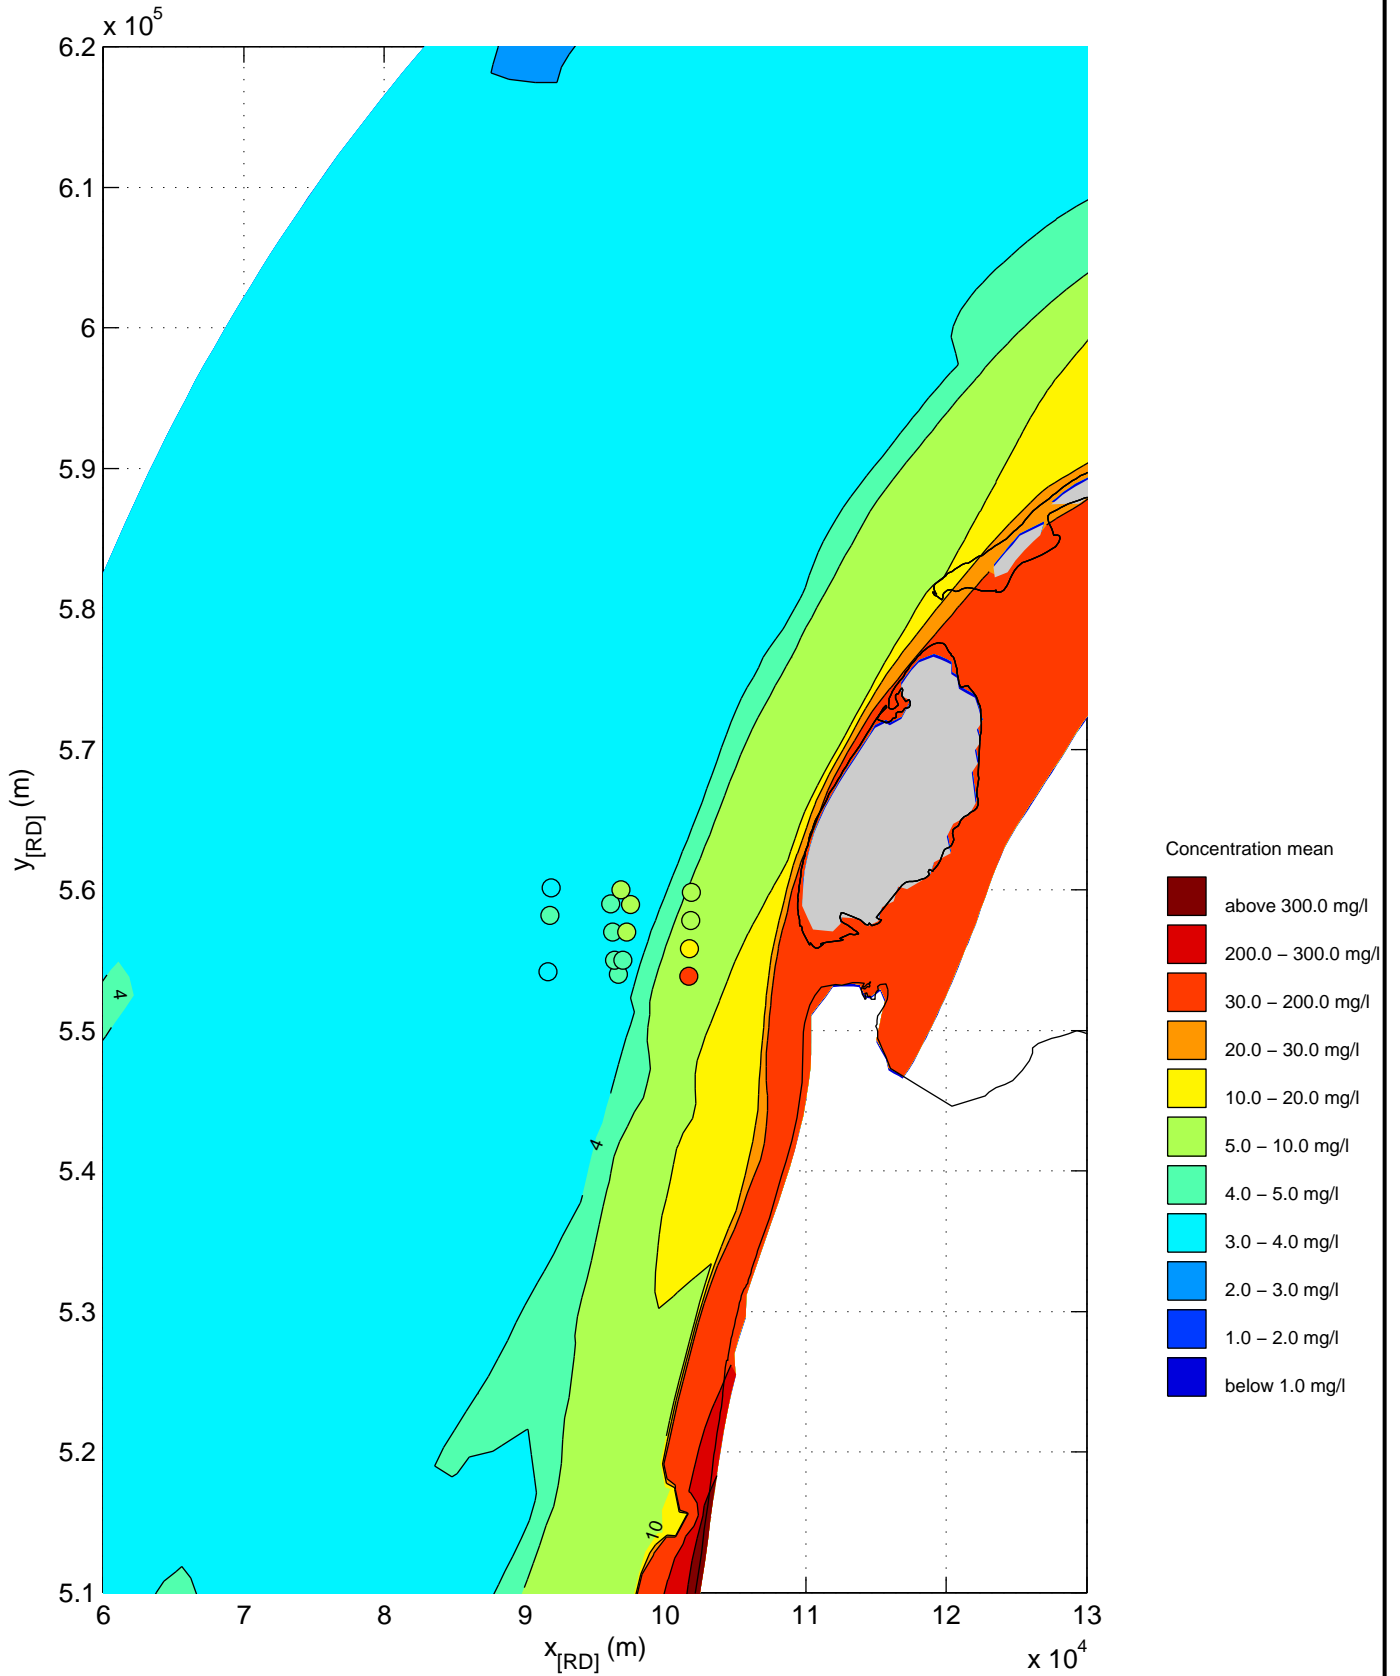 x 10^5
6.2
6.1
6
5.9
5.8
5.7
5.6
5.5
5.4
5.3
5.2
5.1
y[RD] (m)
4
4
10
6 7 8 9 10 11 12 13
x[RD] (m)
x 10^4
Concentration mean
above 300.0 mg/l
200.0 – 300.0 mg/l
30.0 – 200.0 mg/l
20.0 – 30.0 mg/l
10.0 – 20.0 mg/l
5.0 – 10.0 mg/l
4.0 – 5.0 mg/l
3.0 – 4.0 mg/l
2.0 – 3.0 mg/l
1.0 – 2.0 mg/l
below 1.0 mg/l